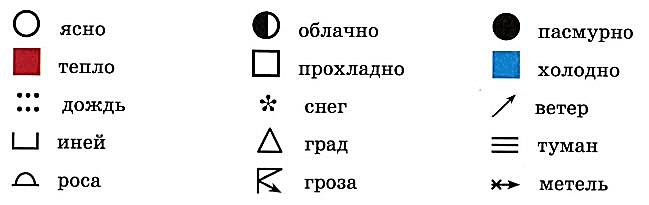 ясно облачно пасмурно
тепло прохладно холодно
дождь снег ветер
иней град туман
роса гроза метель